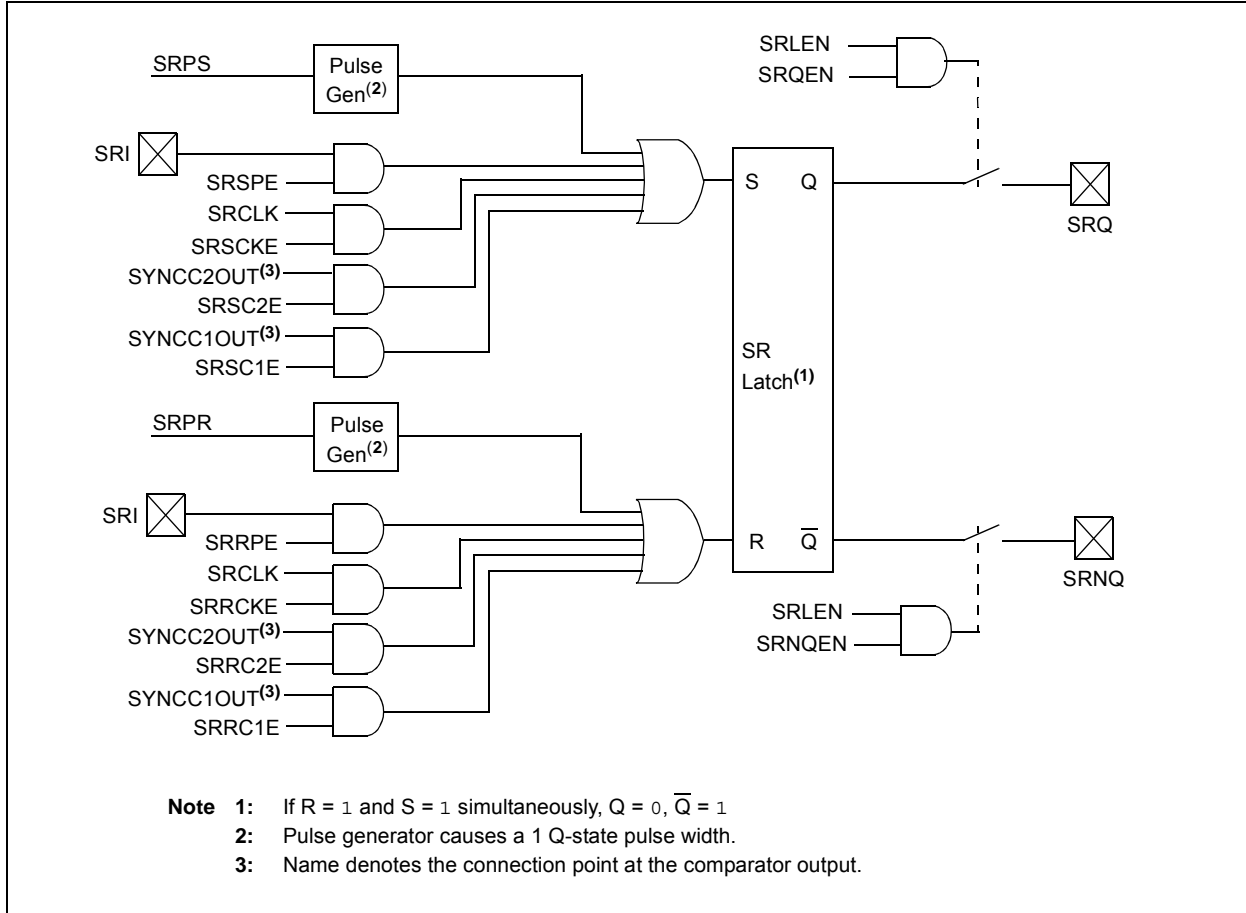 SRPS
Pulse
Gen(2)
SRLEN
SRQEN
SRI
SRSPE
SRCLK
SRSCKE
SYNCC2OUT(3)
SRSC2E
SYNCC1OUT(3)
SRSC1E
S Q
SRQ
SR
Latch(1)
SRPR
Pulse
Gen(2)
SRI
SRRPE
SRCLK
SRRCKE
SYNCC2OUT(3)
SRRC2E
SYNCC1OUT(3)
SRRC1E
R Q̅
SRNQ
SRLEN
SRNQEN
Note 1: If R = 1 and S = 1 simultaneously, Q = 0, Q̅ = 1
2: Pulse generator causes a 1 Q-state pulse width.
3: Name denotes the connection point at the comparator output.